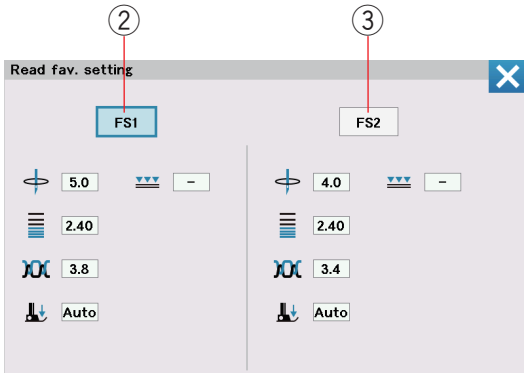 ② ③
Read fav. setting
FS1 FS2
5.0 - 4.0 -
2.40 2.40
3.8 3.4
Auto Auto